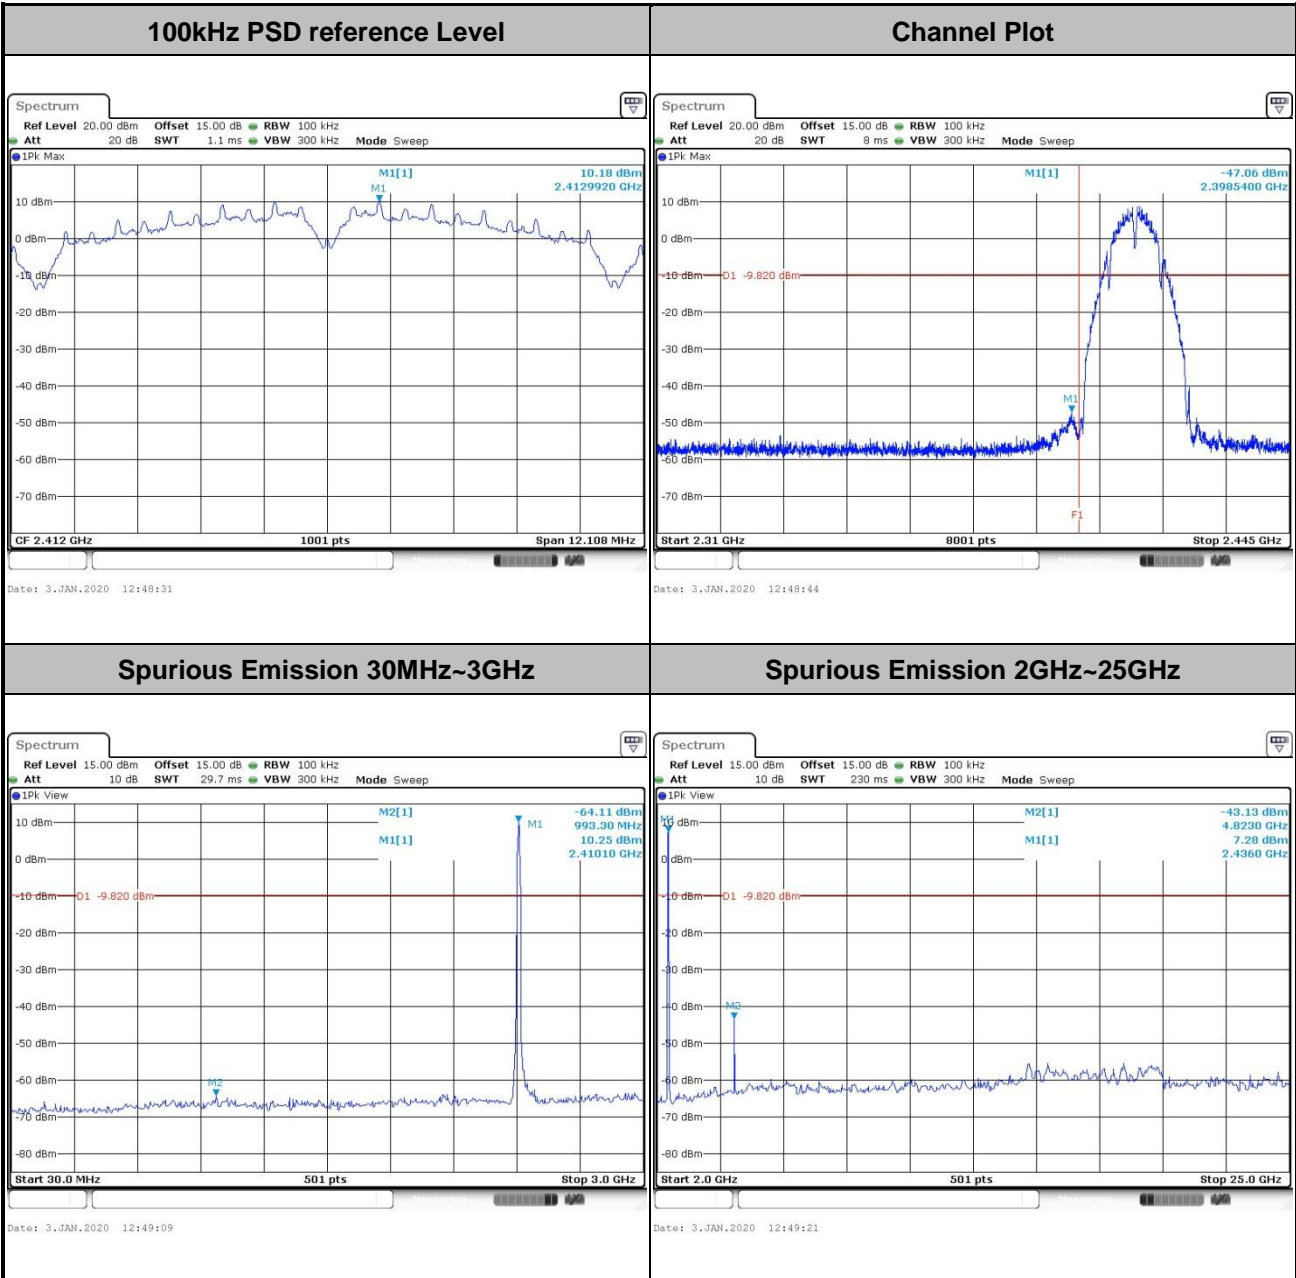 100kHz PSD reference Level
Channel Plot
Spectrum
Ref Level 20.00 dBm Offset 15.00 dB RBW 100 kHz
Att 20 dB SWT 1.1 ms VBW 300 kHz Mode Sweep
1Pk Max
M1[1] 10.18 dBm
2.4129920 GHz
M1
10 dBm
0 dBm
-10 dBm
-20 dBm
-30 dBm
-40 dBm
-50 dBm
-60 dBm
-70 dBm
CF 2.412 GHz 1001 pts Span 12.108 MHz
Date: 3.JAN.2020 12:48:31
Spectrum
Ref Level 20.00 dBm Offset 15.00 dB RBW 100 kHz
Att 20 dB SWT 8 ms VBW 300 kHz Mode Sweep
1Pk Max
M1[1] -47.06 dBm
2.3985400 GHz
10 dBm
0 dBm
-10 dBm D1 -9.820 dBm
-20 dBm
-30 dBm
-40 dBm
M1
-50 dBm
-60 dBm
-70 dBm
F1
Start 2.31 GHz 8001 pts Stop 2.445 GHz
Date: 3.JAN.2020 12:48:44
Spurious Emission 30MHz~3GHz
Spurious Emission 2GHz~25GHz
Spectrum
Ref Level 15.00 dBm Offset 15.00 dB RBW 100 kHz
Att 10 dB SWT 29.7 ms VBW 300 kHz Mode Sweep
1Pk View
M2[1] -64.11 dBm
993.30 MHz
M1[1] 10.25 dBm
2.41010 GHz
M1
10 dBm
0 dBm
-10 dBm D1 -9.820 dBm
-20 dBm
-30 dBm
-40 dBm
-50 dBm
-60 dBm
M2
-70 dBm
-80 dBm
Start 30.0 MHz 501 pts Stop 3.0 GHz
Date: 3.JAN.2020 12:49:09
Spectrum
Ref Level 15.00 dBm Offset 15.00 dB RBW 100 kHz
Att 10 dB SWT 230 ms VBW 300 kHz Mode Sweep
1Pk View
M2[1] -43.13 dBm
4.8230 GHz
M1[1] 7.28 dBm
2.4360 GHz
M1
10 dBm
0 dBm
-10 dBm D1 -9.820 dBm
-20 dBm
-30 dBm
-40 dBm
M2
-50 dBm
-60 dBm
-70 dBm
-80 dBm
Start 2.0 GHz 501 pts Stop 25.0 GHz
Date: 3.JAN.2020 12:49:21